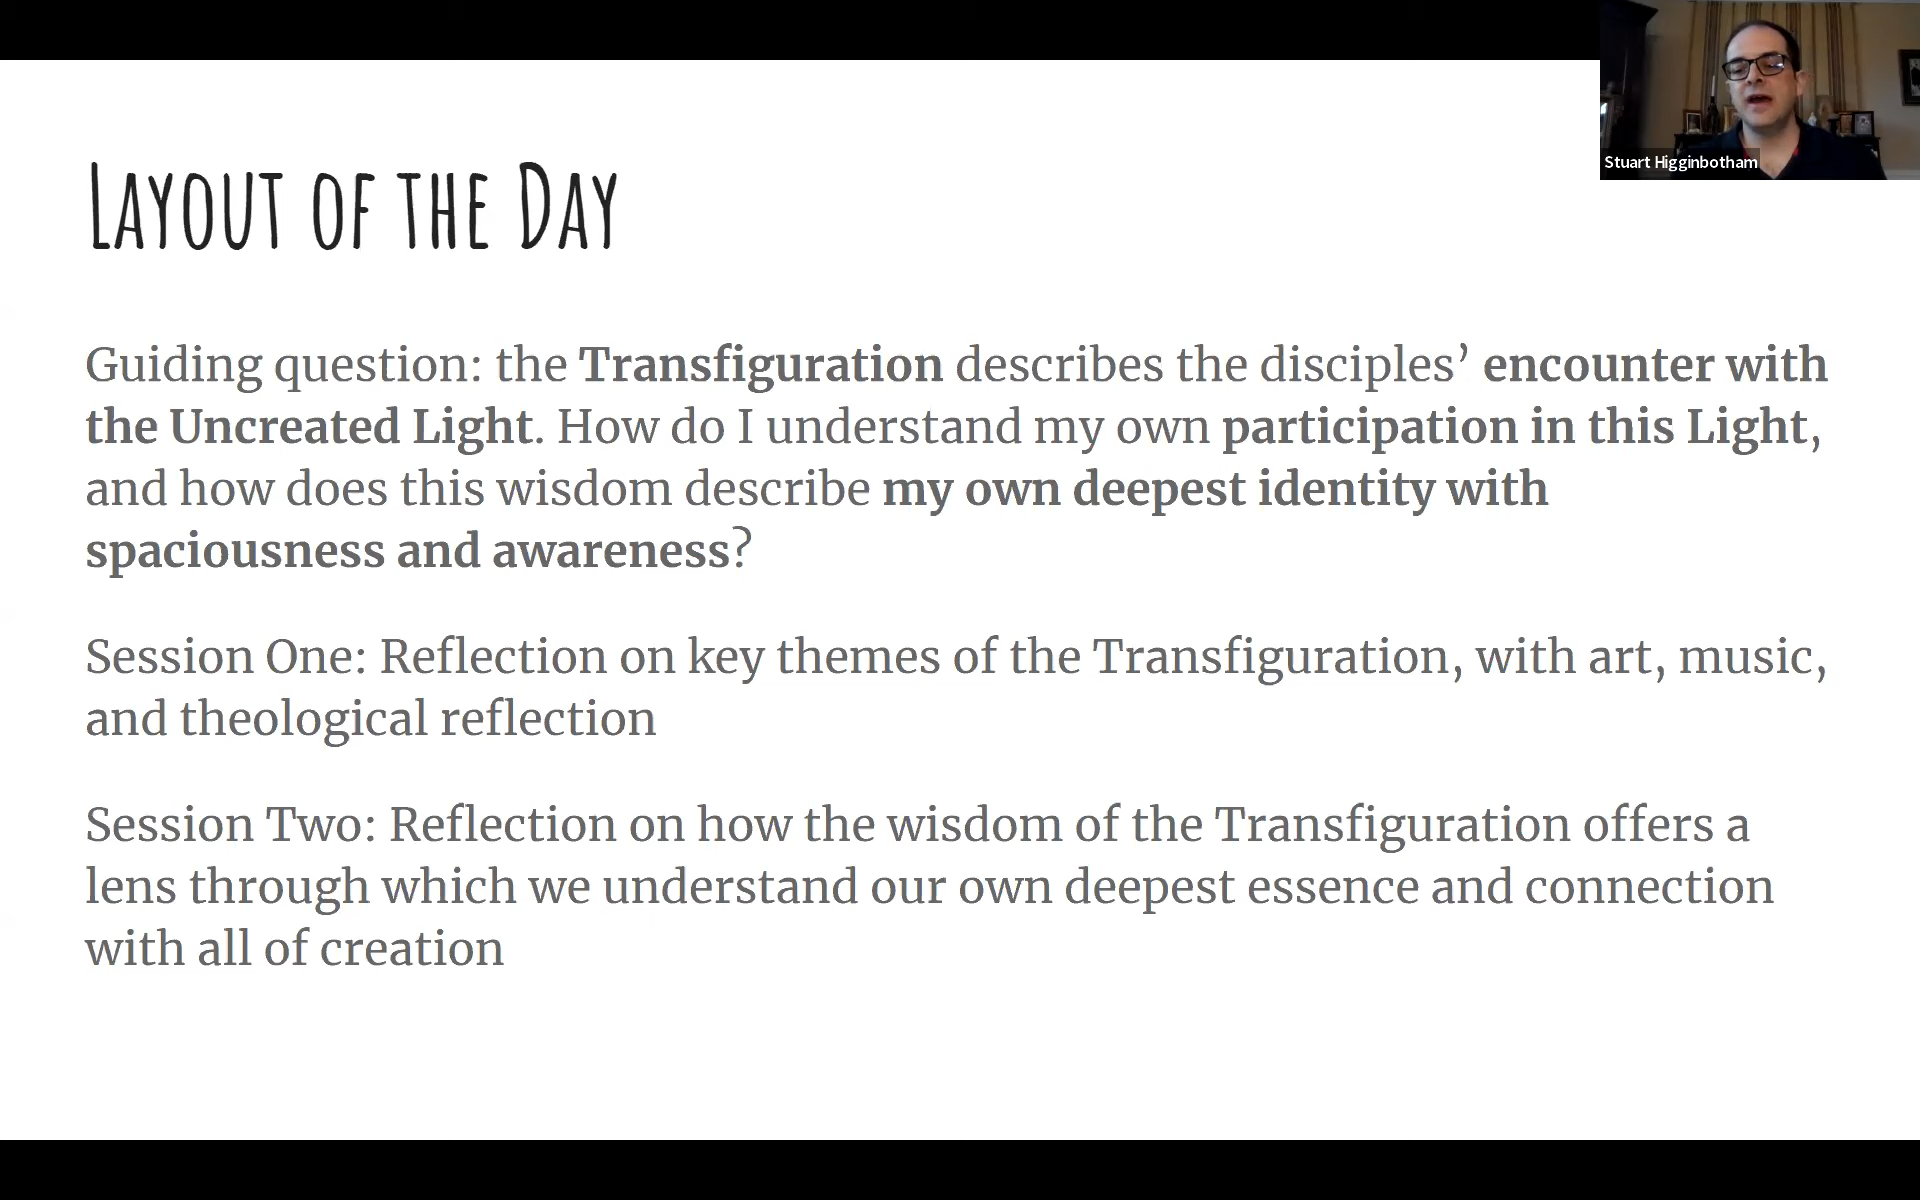 Stuart Higginbotham
Layout of the Day
Guiding question: the Transfiguration describes the disciples’ encounter with
the Uncreated Light. How do I understand my own participation in this Light,
and how does this wisdom describe my own deepest identity with
spaciousness and awareness?
Session One: Reflection on key themes of the Transfiguration, with art, music,
and theological reflection
Session Two: Reflection on how the wisdom of the Transfiguration offers a
lens through which we understand our own deepest essence and connection
with all of creation